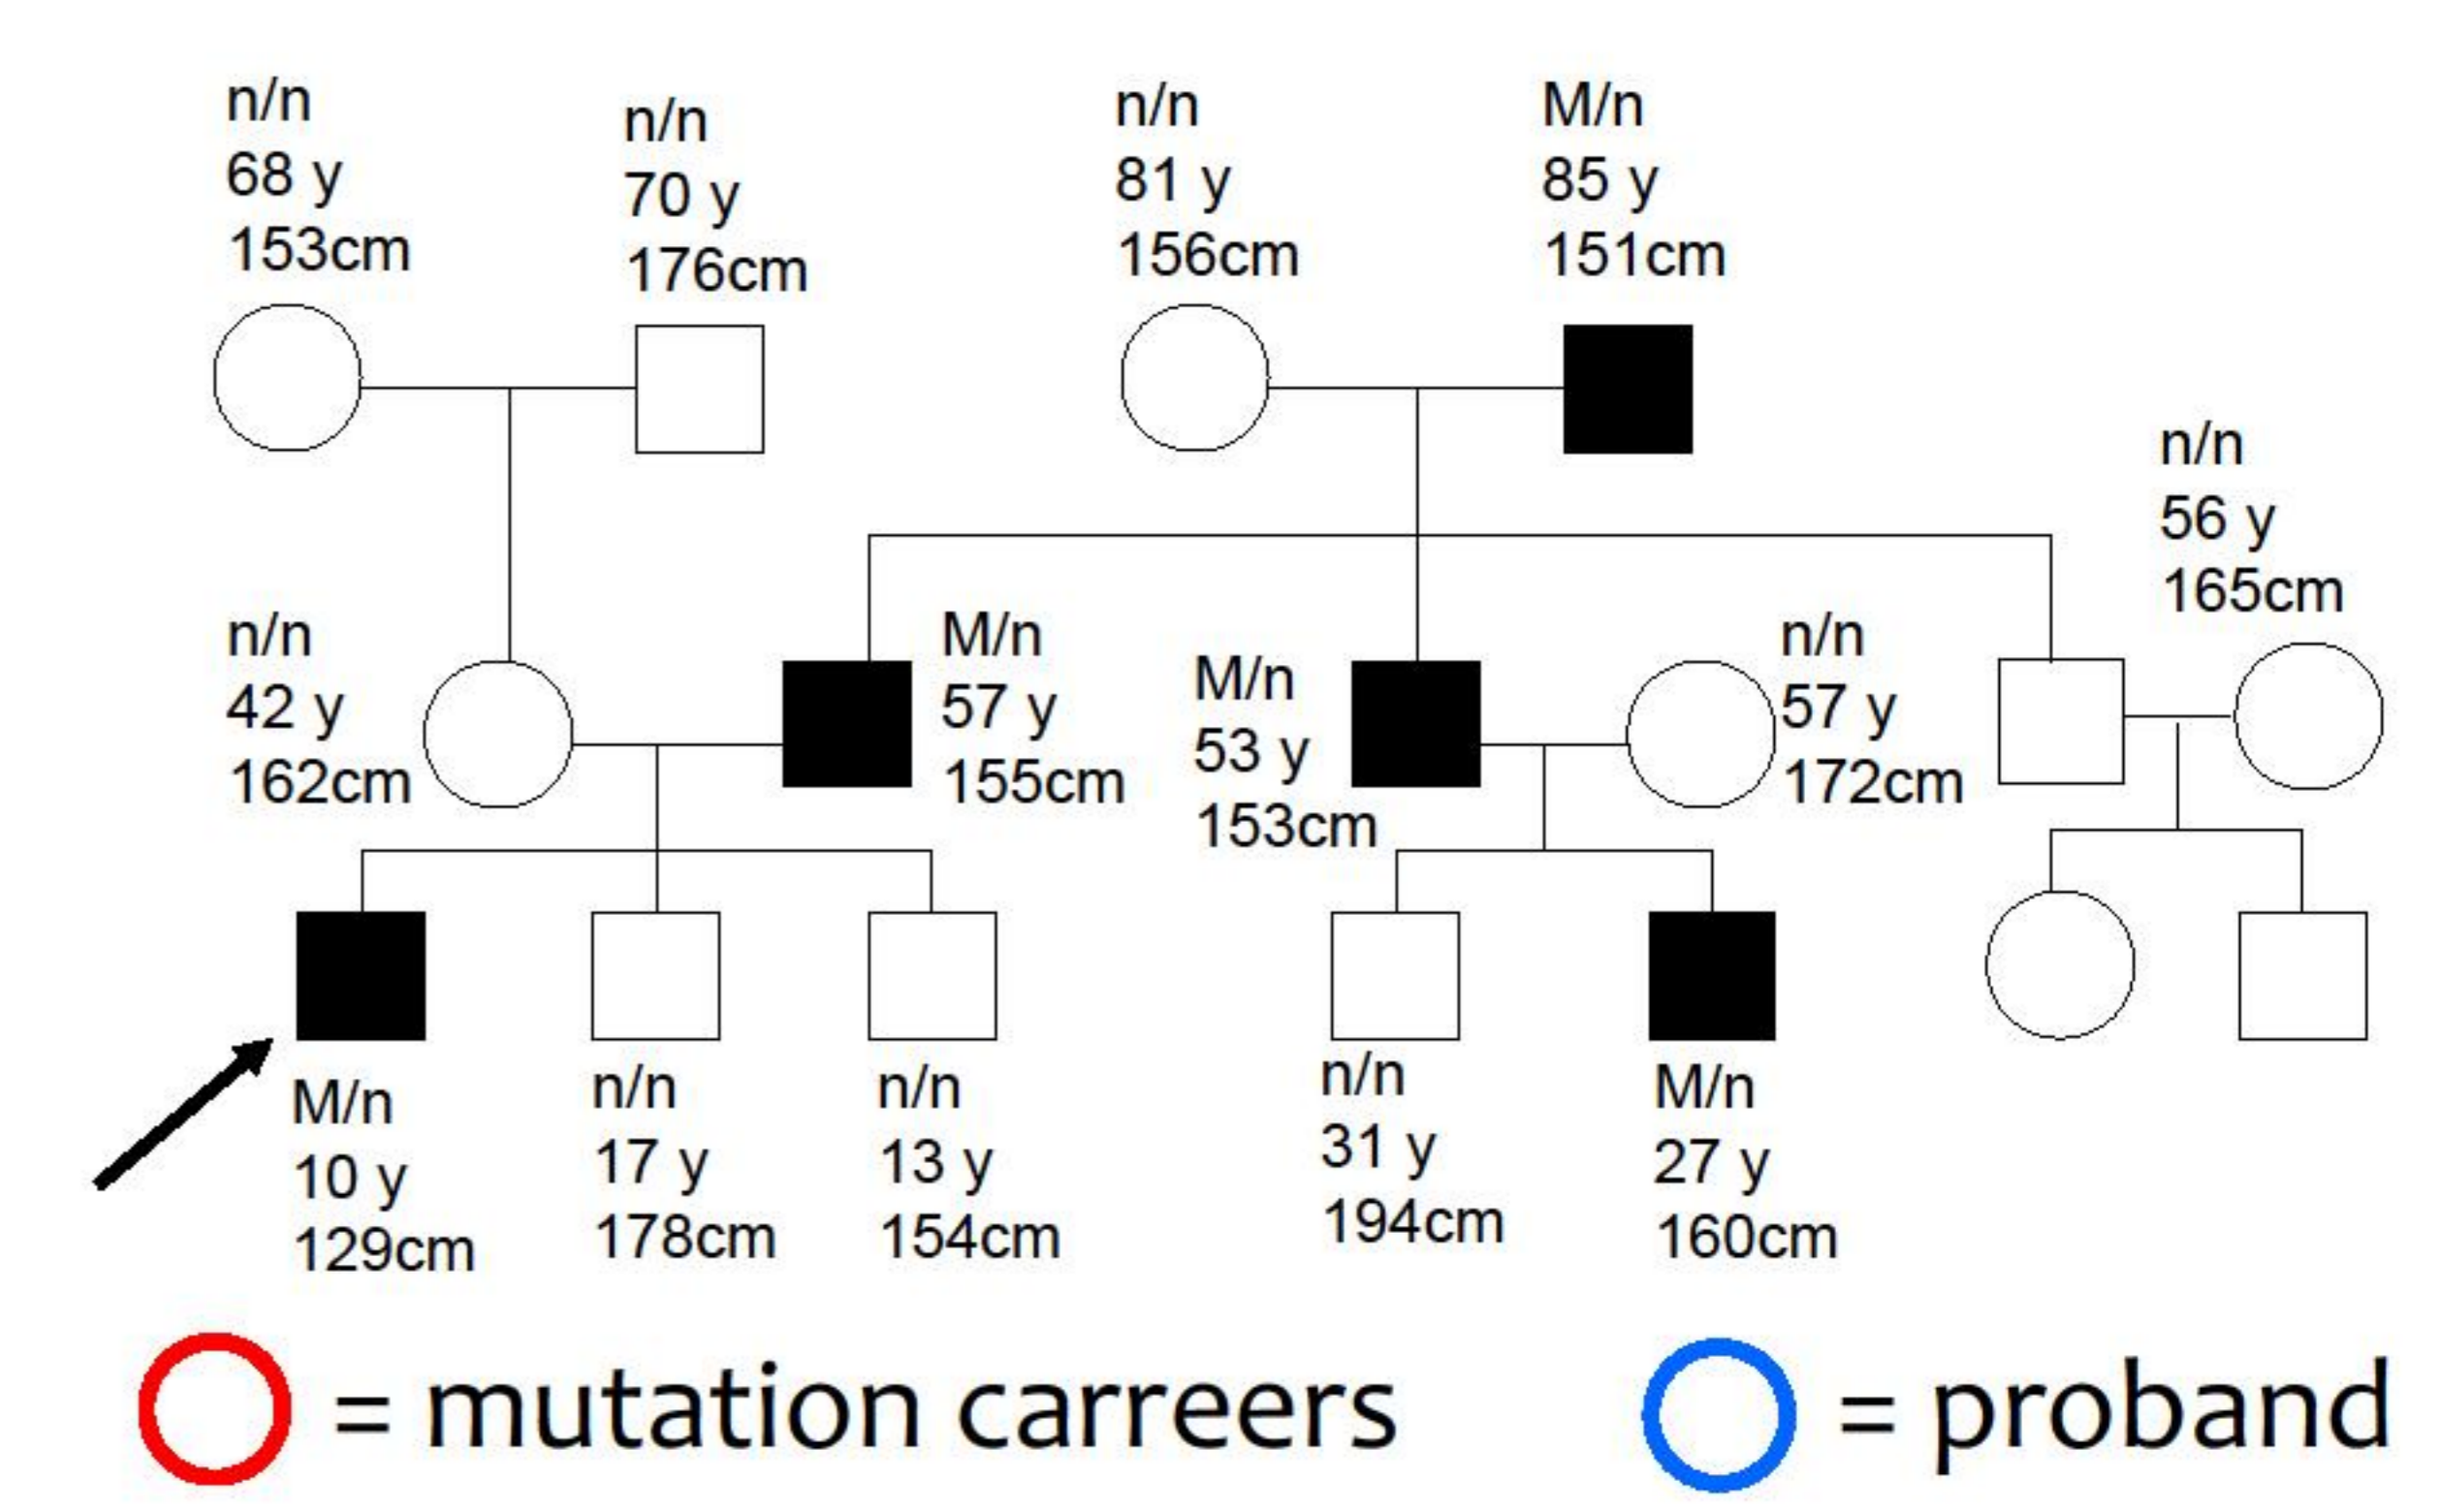 n/n
68 y
153cm
n/n
70 y
176cm
n/n
81 y
156cm
M/n
85 y
151cm
n/n
56 y
165cm
n/n
42 y
162cm
M/n
57 y
155cm
M/n
53 y
153cm
n/n
57 y
172cm
M/n
10 y
129cm
n/n
17 y
178cm
n/n
13 y
154cm
n/n
31 y
194cm
M/n
27 y
160cm
= mutation carreers
= proband